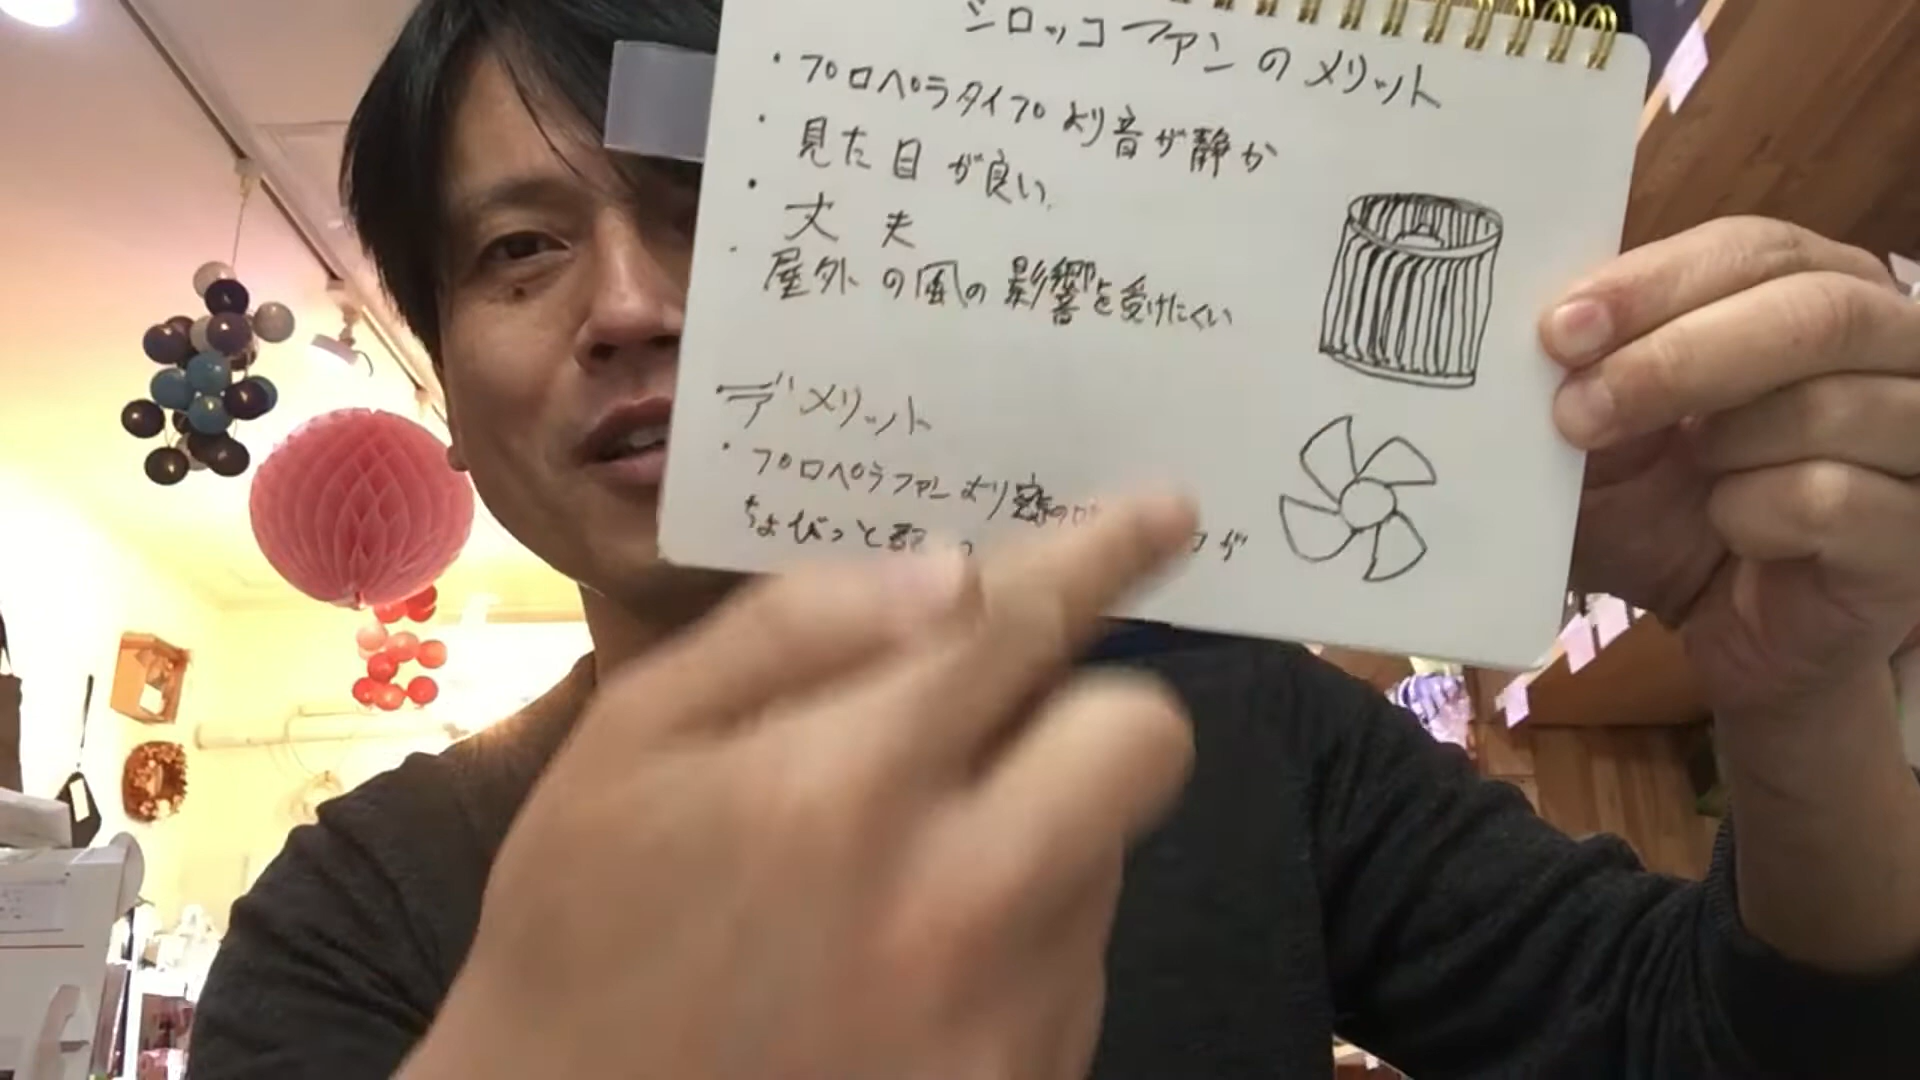 シロッコファンのメリット
・プロペラタイプより音が静か
・見た目が良い
・丈夫
・屋外の風の影響を受けにくい
デメリット
・プロペラファンより
ちょびっと
が